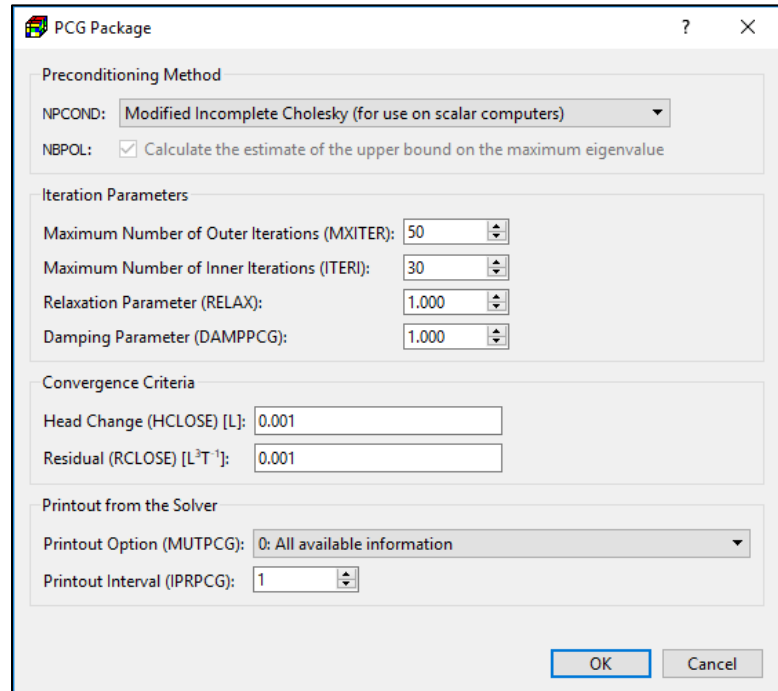 PCG Package ? ×
Preconditioning Method
NPCOND: Modified Incomplete Cholesky (for use on scalar computers)
NBPOL: Calculate the estimate of the upper bound on the maximum eigenvalue
Iteration Parameters
Maximum Number of Outer Iterations (MXITER): 50
Maximum Number of Inner Iterations (ITERI): 30
Relaxation Parameter (RELAX): 1.000
Damping Parameter (DAMPPCG): 1.000
Convergence Criteria
Head Change (HCLOSE) [L]: 0.001
Residual (RCLOSE) [L³T⁻¹]: 0.001
Printout from the Solver
Printout Option (MUTPCG): 0: All available information
Printout Interval (IPRPCG): 1
OK Cancel